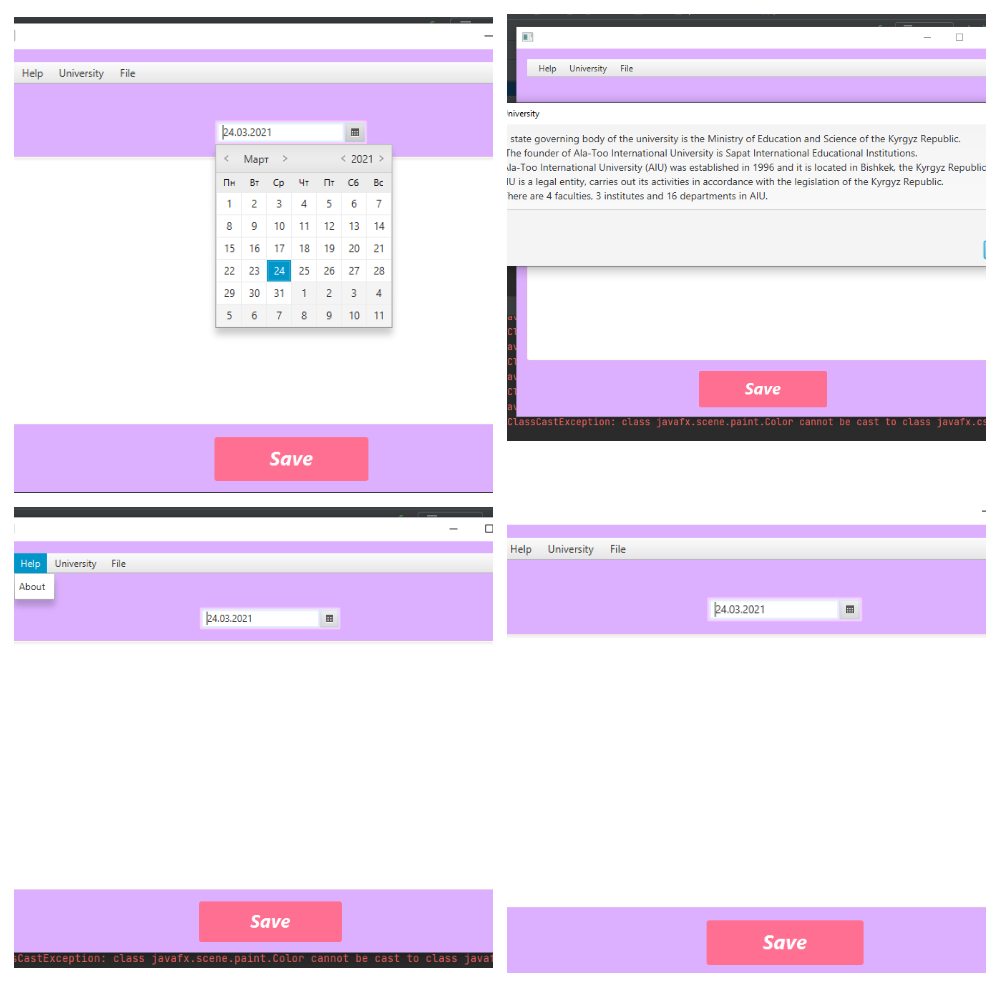 Help University File
24.03.2021
< Март > < 2021 >
Пн Вт Ср Чт Пт Сб Вс
1 2 3 4 5 6 7
8 9 10 11 12 13 14
15 16 17 18 19 20 21
22 23 24 25 26 27 28
29 30 31 1 2 3 4
5 6 7 8 9 10 11
Save
Help University File
niversity
state governing body of the university is the Ministry of Education and Science of the Kyrgyz Republic.
The founder of Ala-Too International University is Sapat International Educational Institutions.
Ala-Too International University (AIU) was established in 1996 and it is located in Bishkek, the Kyrgyz Republic
IU is a legal entity, carries out its activities in accordance with the legislation of the Kyrgyz Republic.
here are 4 faculties, 3 institutes and 16 departments in AIU.
Save
ClassCastException: class javafx.scene.paint.Color cannot be cast to class javafx.cs
Help University File
About
24.03.2021
Save
sCastException: class javafx.scene.paint.Color cannot be cast to class javaf
Help University File
24.03.2021
Save